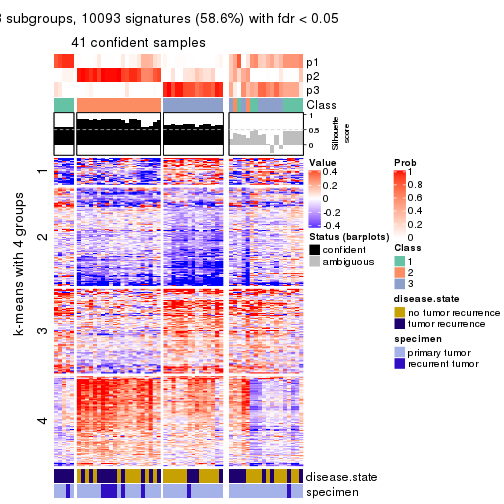 3 subgroups, 10093 signatures (58.6%) with fdr < 0.05
41 confident samples
p1
p2
p3
Class
1
0.5
0
Silhouette
score
k-means with 4 groups
1
2
3
4
Value
0.4
0.2
0
-0.2
-0.4
Status (barplots)
confident
ambiguous
Prob
1
0.8
0.6
0.4
0.2
0
Class
1
2
3
disease.state
no tumor recurrence
tumor recurrence
specimen
primary tumor
recurrent tumor
disease.state
specimen